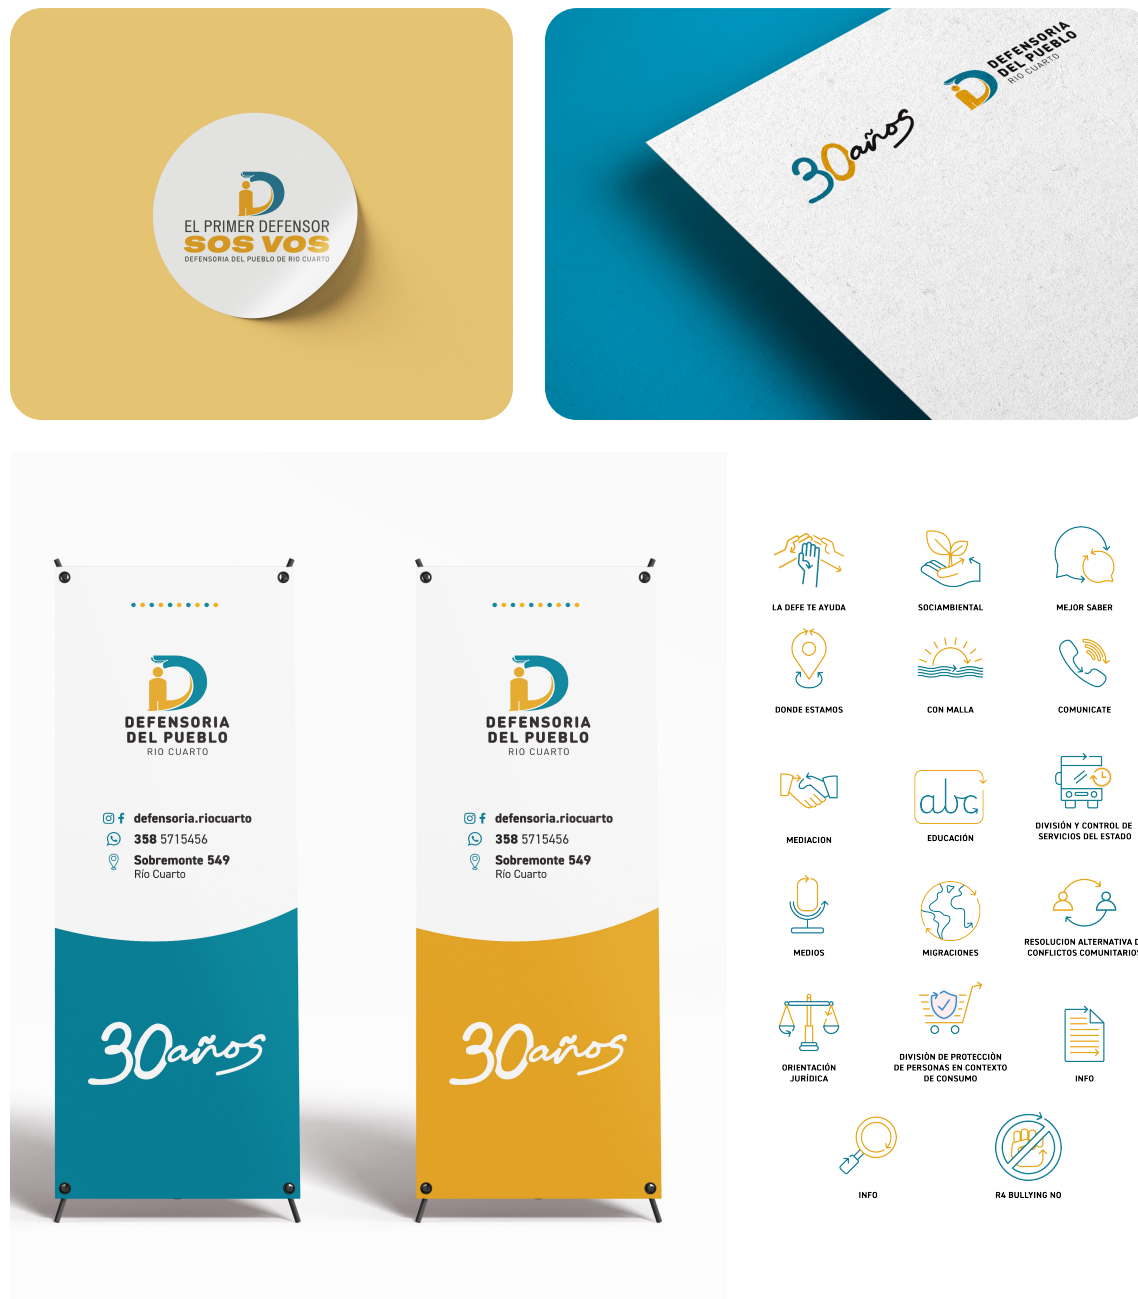 EL PRIMER DEFENSOR
SOS VOS
DEFENSORIA DEL PUEBLO DE RIO CUARTO
30años
DEFENSORIA
DEL PUEBLO
RIO CUARTO
DEFENSORIA
DEL PUEBLO
RIO CUARTO
defensoria.riocuarto
358 5715456
Sobremonte 549
Río Cuarto
30años
DEFENSORIA
DEL PUEBLO
RIO CUARTO
defensoria.riocuarto
358 5715456
Sobremonte 549
Río Cuarto
30años
LA DEFE TE AYUDA
SOCIAMBIENTAL
MEJOR SABER
DONDE ESTAMOS
CON MALLA
COMUNICATE
MEDIACION
abc
EDUCACIÓN
DIVISIÓN Y CONTROL DE
SERVICIOS DEL ESTADO
MEDIOS
MIGRACIONES
RESOLUCION ALTERNATIVA D
CONFLICTOS COMUNITARIOS
ORIENTACIÓN
JURÍDICA
DIVISIÒN DE PROTECCIÒN
DE PERSONAS EN CONTEXTO
DE CONSUMO
INFO
INFO
R4 BULLYING NO